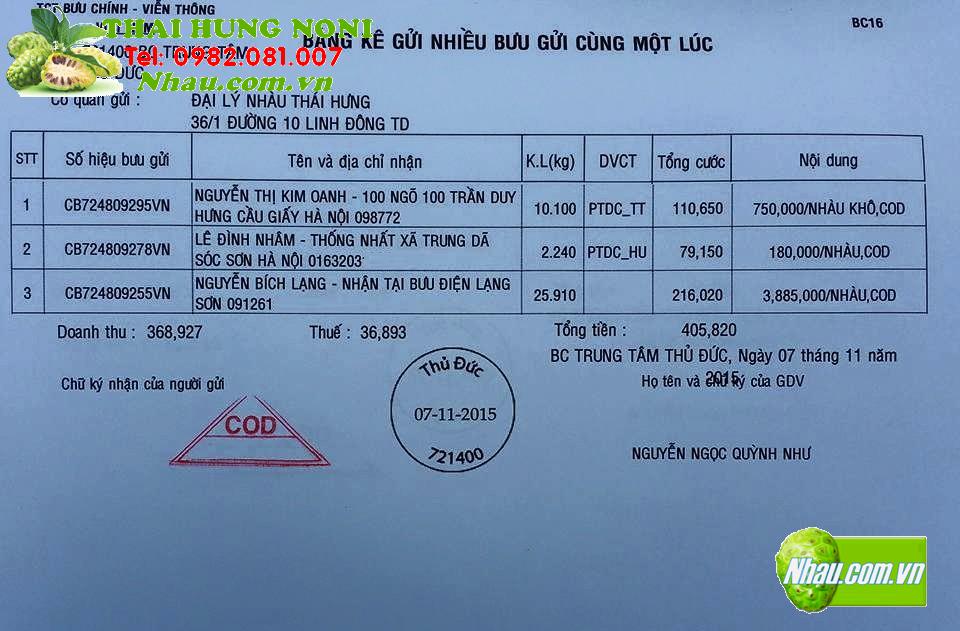 TCT BƯU CHÍNH - VIỄN THÔNG
BC16
THAI HUNG NONI
BẢNG KÊ GỬI NHIỀU BƯU GỬI CÙNG MỘT LÚC
721400 BC TRUNG TÂM
Tel: 0982.081.007
ĐỨC
Nhau.com.vn
Cơ quan gửi : ĐẠI LÝ NHÀU THÁI HƯNG
36/1 ĐƯỜNG 10 LINH ĐÔNG TD
STT Số hiệu bưu gửi Tên và địa chỉ nhận K.L(kg) DVCT Tổng cước Nội dung
1 CB724809295VN NGUYỄN THỊ KIM OANH - 100 NGÕ 100 TRẦN DUY 10.100 PTDC_TT 110,650 750,000/NHÀU KHÔ,COD
HƯNG CẦU GIẤY HÀ NỘI 098772
2 CB724809278VN LÊ ĐÌNH NHÂM - THỐNG NHẤT XÃ TRUNG DÃ 2.240 PTDC_HU 79,150 180,000/NHÀU,COD
SÓC SƠN HÀ NỘI 0163203
3 CB724809255VN NGUYỄN BÍCH LẠNG - NHẬN TẠI BƯU ĐIỆN LẠNG 25.910 216,020 3,885,000/NHÀU,COD
SƠN 091261
Doanh thu : 368,927 Thuế : 36,893 Tổng tiền : 405,820
BC TRUNG TÂM THỦ ĐỨC, Ngày 07 tháng 11 năm
2015
Chữ ký nhận của người gửi
Họ tên và chữ ký của GDV
COD
Thủ Đức
07-11-2015
721400
NGUYỄN NGỌC QUỲNH NHƯ
Nhau.com.vn